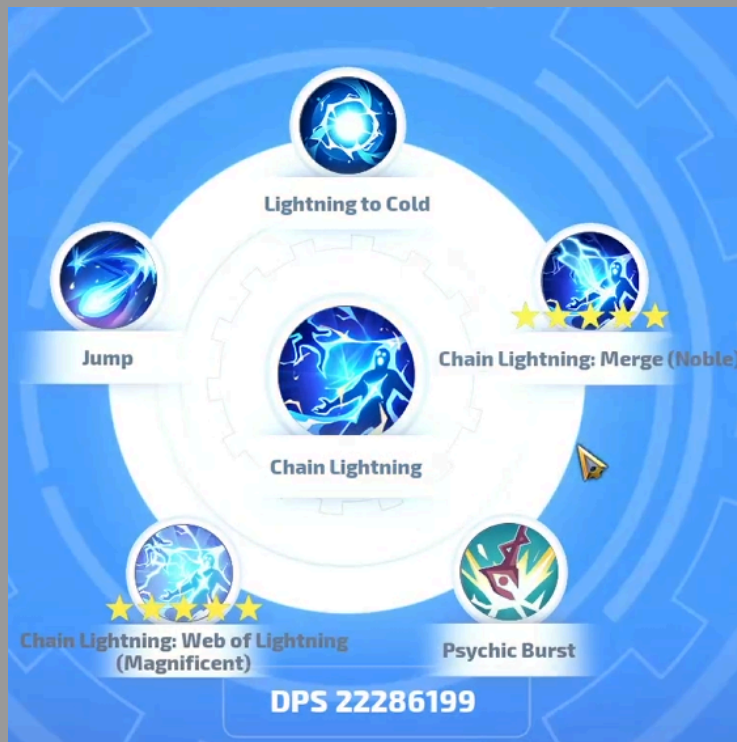 Lightning to Cold
Jump
Chain Lightning: Merge (Noble)
Chain Lightning
Chain Lightning: Web of Lightning
(Magnificent)
Psychic Burst
DPS 22286199